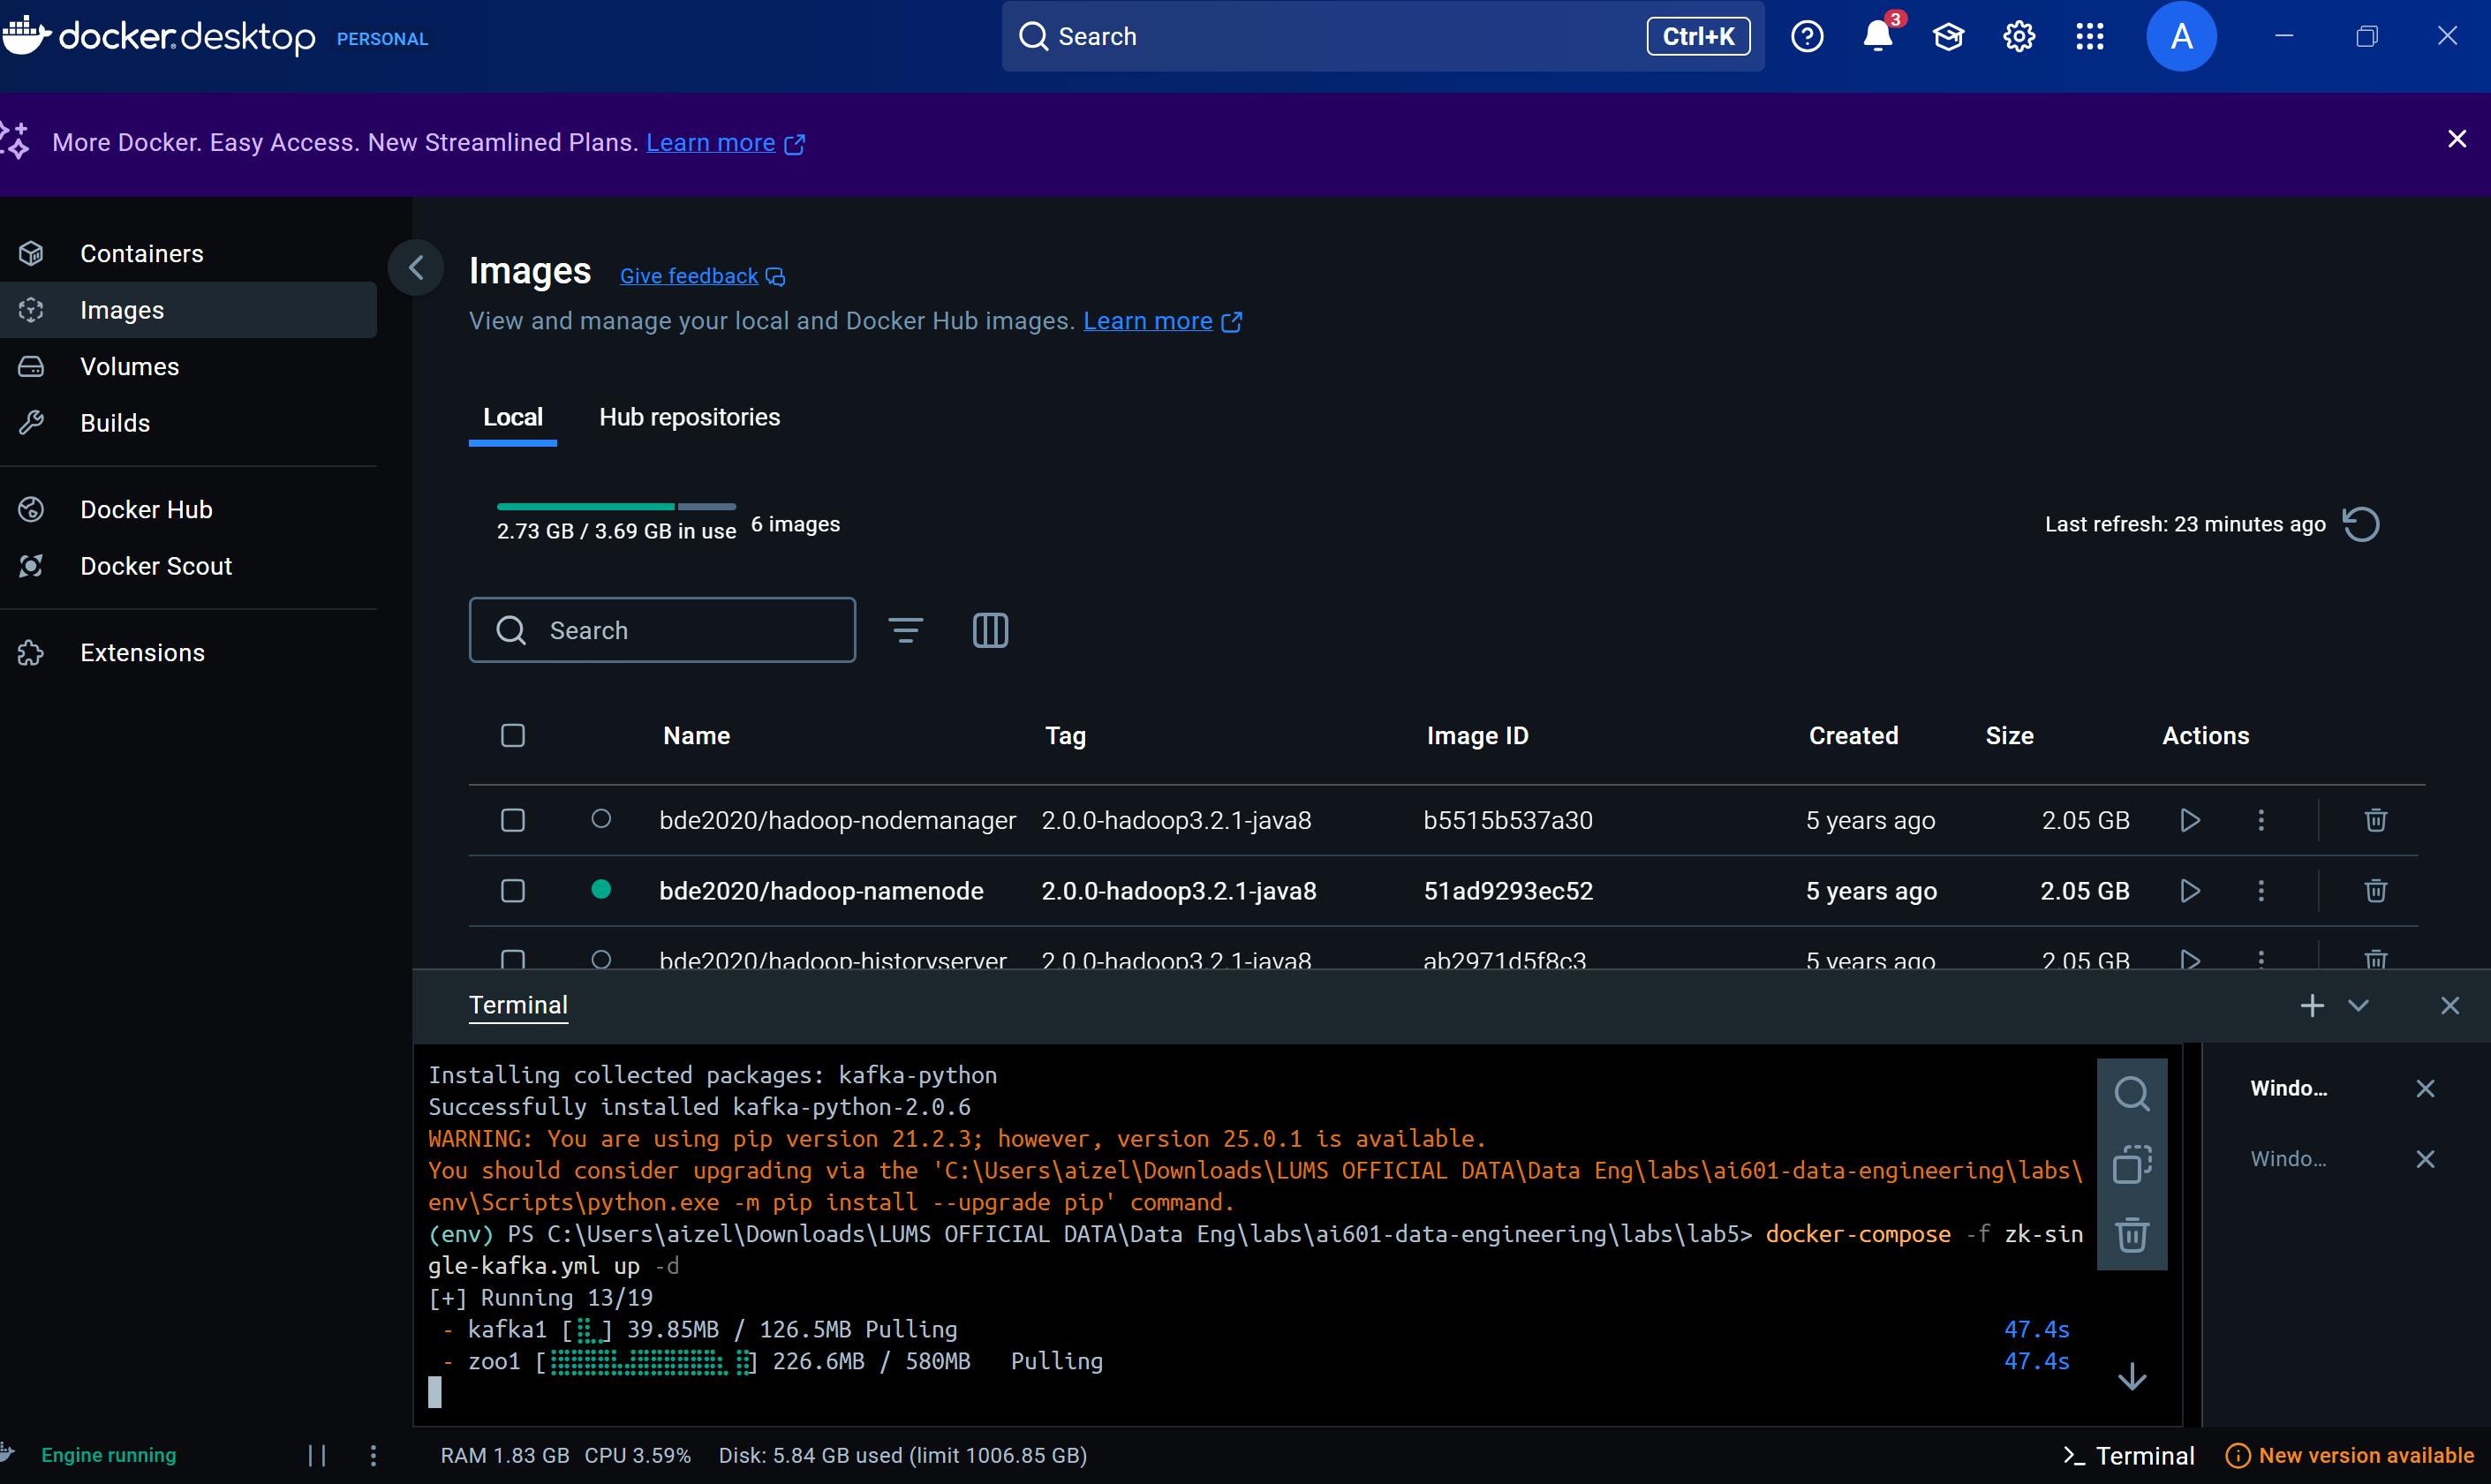 docker.desktop PERSONAL
Search Ctrl+K
3
A
More Docker. Easy Access. New Streamlined Plans. Learn more
Containers
Images
Volumes
Builds
Docker Hub
Docker Scout
Extensions
Images Give feedback
View and manage your local and Docker Hub images. Learn more
Local Hub repositories
2.73 GB / 3.69 GB in use 6 images
Last refresh: 23 minutes ago
Search
Name Tag Image ID Created Size Actions
bde2020/hadoop-nodemanager 2.0.0-hadoop3.2.1-java8 b5515b537a30 5 years ago 2.05 GB
bde2020/hadoop-namenode 2.0.0-hadoop3.2.1-java8 51ad9293ec52 5 years ago 2.05 GB
bde2020/hadoop-historyserver 2.0.0-hadoop3.2.1-java8 ab2971d5f8c3 5 years ago 2.05 GB
Terminal
Installing collected packages: kafka-python
Successfully installed kafka-python-2.0.6
WARNING: You are using pip version 21.2.3; however, version 25.0.1 is available.
You should consider upgrading via the 'C:\Users\aizel\Downloads\LUMS OFFICIAL DATA\Data Eng\labs\ai601-data-engineering\labs\
env\Scripts\python.exe -m pip install --upgrade pip' command.
(env) PS C:\Users\aizel\Downloads\LUMS OFFICIAL DATA\Data Eng\labs\ai601-data-engineering\labs\lab5> docker-compose -f zk-sin
gle-kafka.yml up -d
[+] Running 13/19
- kafka1 [⣿⣀] 39.85MB / 126.5MB Pulling 47.4s
- zoo1 [] 226.6MB / 580MB Pulling 47.4s
Windo...
Windo...
Engine running
RAM 1.83 GB CPU 3.59% Disk: 5.84 GB used (limit 1006.85 GB)
>_ Terminal
New version available